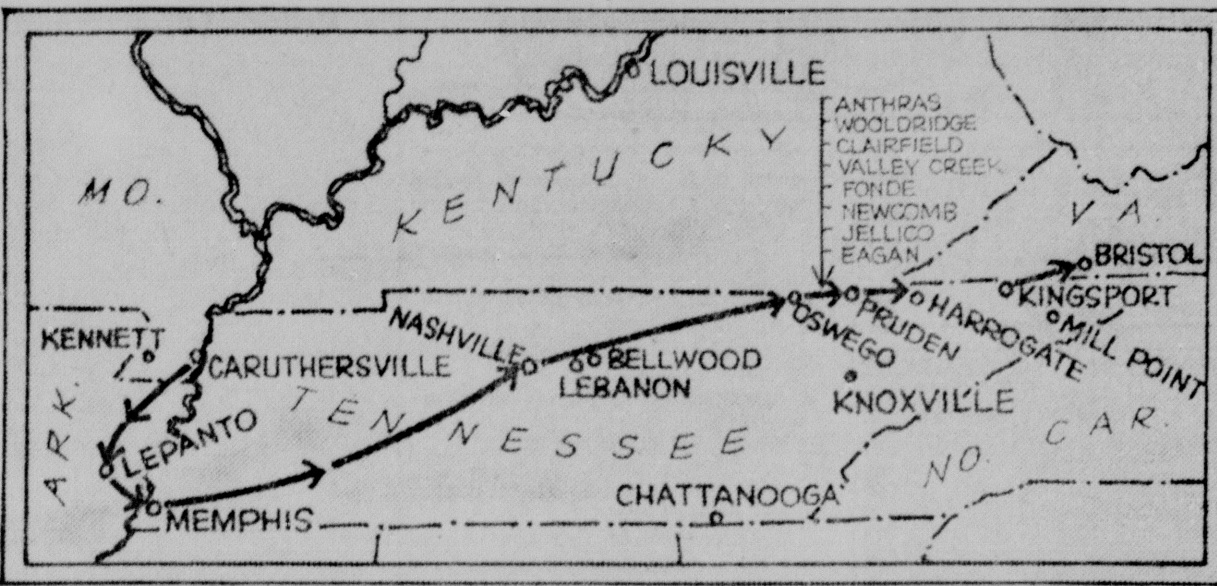 LOUISVILLE
ANTHRAS
WOOLDRIDGE
CLAIRFIELD
VALLEY CREEK
FONDE
NEWCOMB
JELLICO
EAGAN
KENTUCKY
MO.
VA.
BRISTOL
KINGSPORT
MILL POINT
HARROGATE
PRUDEN
OSWEGO
KENNETT
CARUTHERSVILLE
NASHVILLE
BELLWOOD
LEBANON
KNOXVILLE
TENNESSEE
ARK.
LEPANTO
MEMPHIS
CHATTANOOGA
NO. CAR.